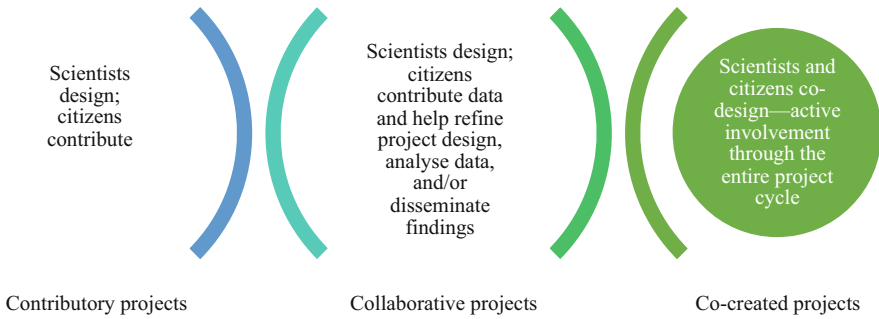 Scientists
design;
citizens
contribute
Scientists design;
citizens
contribute data
and help refine
project design,
analyse data,
and/or
disseminate
findings
Scientists and
citizens co-
design—active
involvement
through the
entire project
cycle
Contributory projects
Collaborative projects
Co-created projects